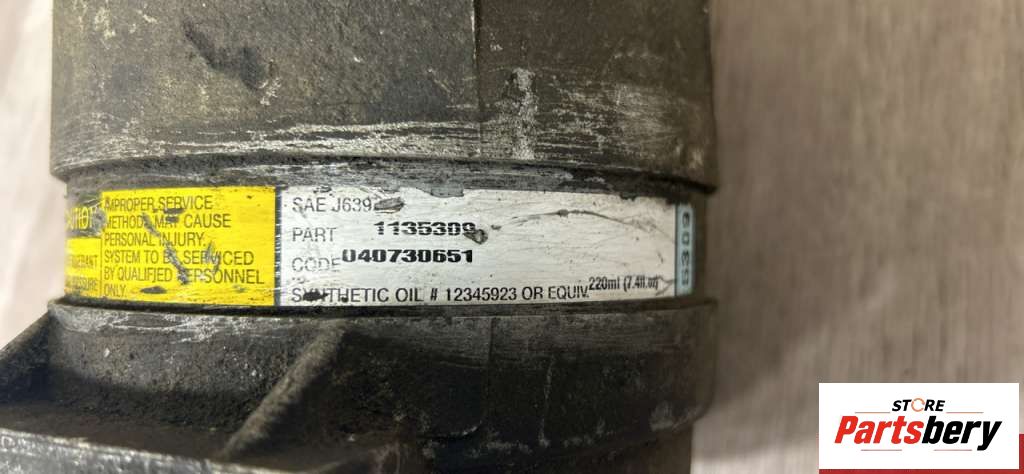 IMPROPER SERVICE
METHODS MAY CAUSE
PERSONAL INJURY.
SYSTEM TO BE SERVICED
BY QUALIFIED PERSONNEL
ONLY.
SAE J639
PART 1135309
CODE 040730651
SYNTHETIC OIL # 12345923 OR EQUIV. 220ml (7.4fl.oz)
5309
STORE
Partsbery